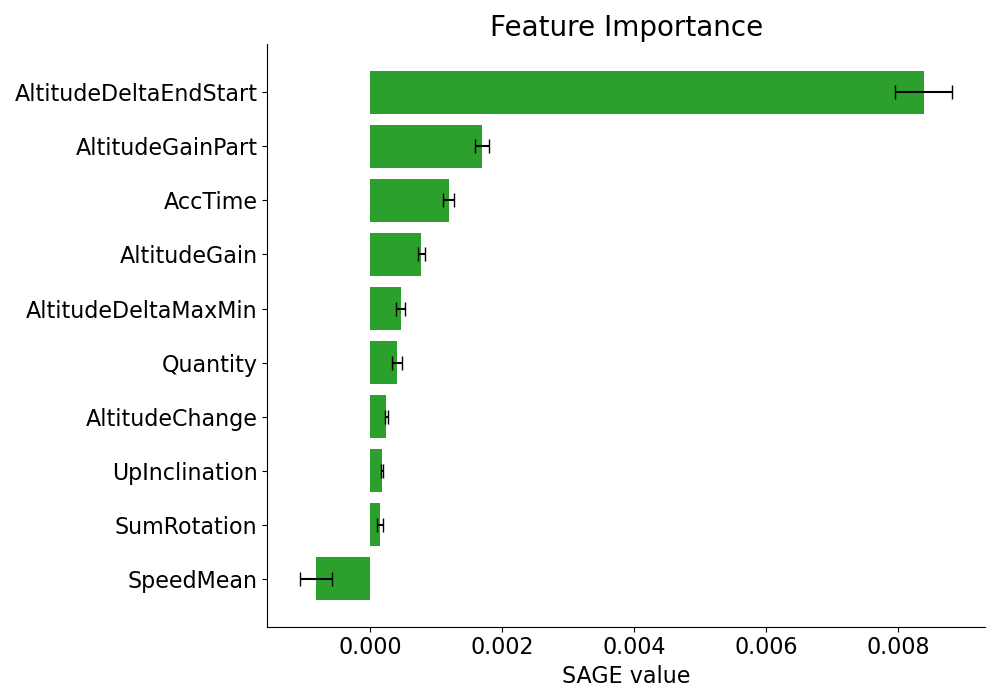 Feature Importance
AltitudeDeltaEndStart
AltitudeGainPart
AccTime
AltitudeGain
AltitudeDeltaMaxMin
Quantity
AltitudeChange
UpInclination
SumRotation
SpeedMean
0.000 0.002 0.004 0.006 0.008
SAGE value